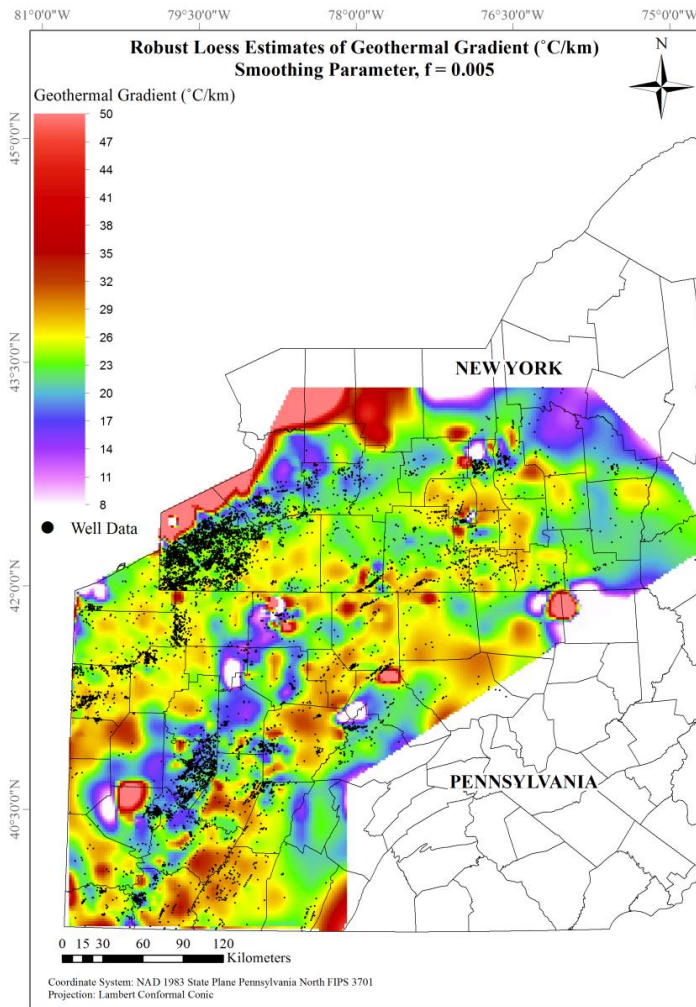 81°0'0"W 79°30'0"W 78°0'0"W 76°30'0"W 75°0'0"W
Robust Loess Estimates of Geothermal Gradient (˚C/km)
Smoothing Parameter, f = 0.005
N
Geothermal Gradient (˚C/km)
50
47
44
41
38
35
32
29
26
23
20
17
14
11
8
Well Data
45°0'0"N
43°30'0"N
42°0'0"N
40°30'0"N
NEW YORK
PENNSYLVANIA
0 15 30 60 90 120
Kilometers
Coordinate System: NAD 1983 State Plane Pennsylvania North FIPS 3701
Projection: Lambert Conformal Conic